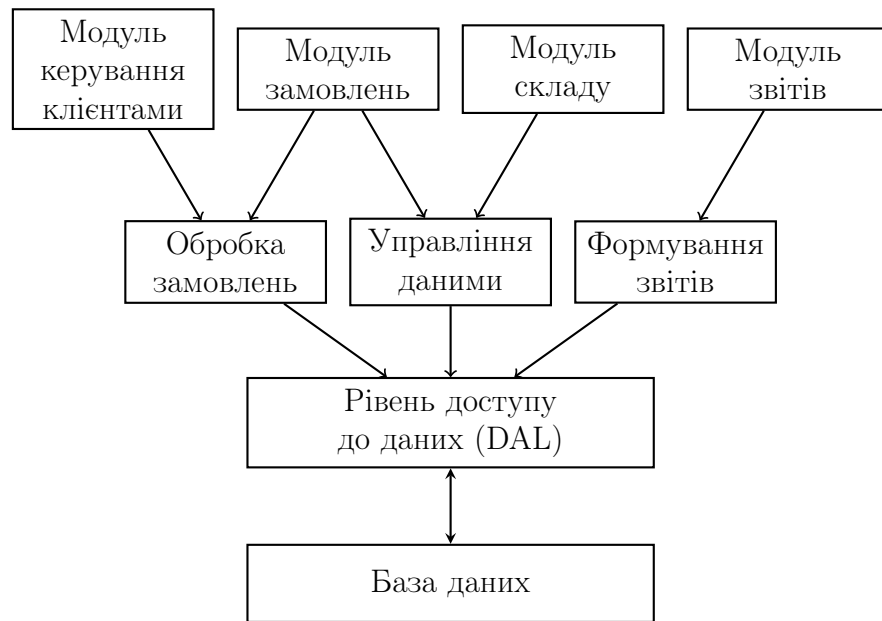 Модуль
керування
клієнтами
Модуль
замовлень
Модуль
складу
Модуль
звітів
Обробка
замовлень
Управління
даними
Формування
звітів
Рівень доступу
до даних (DAL)
База даних